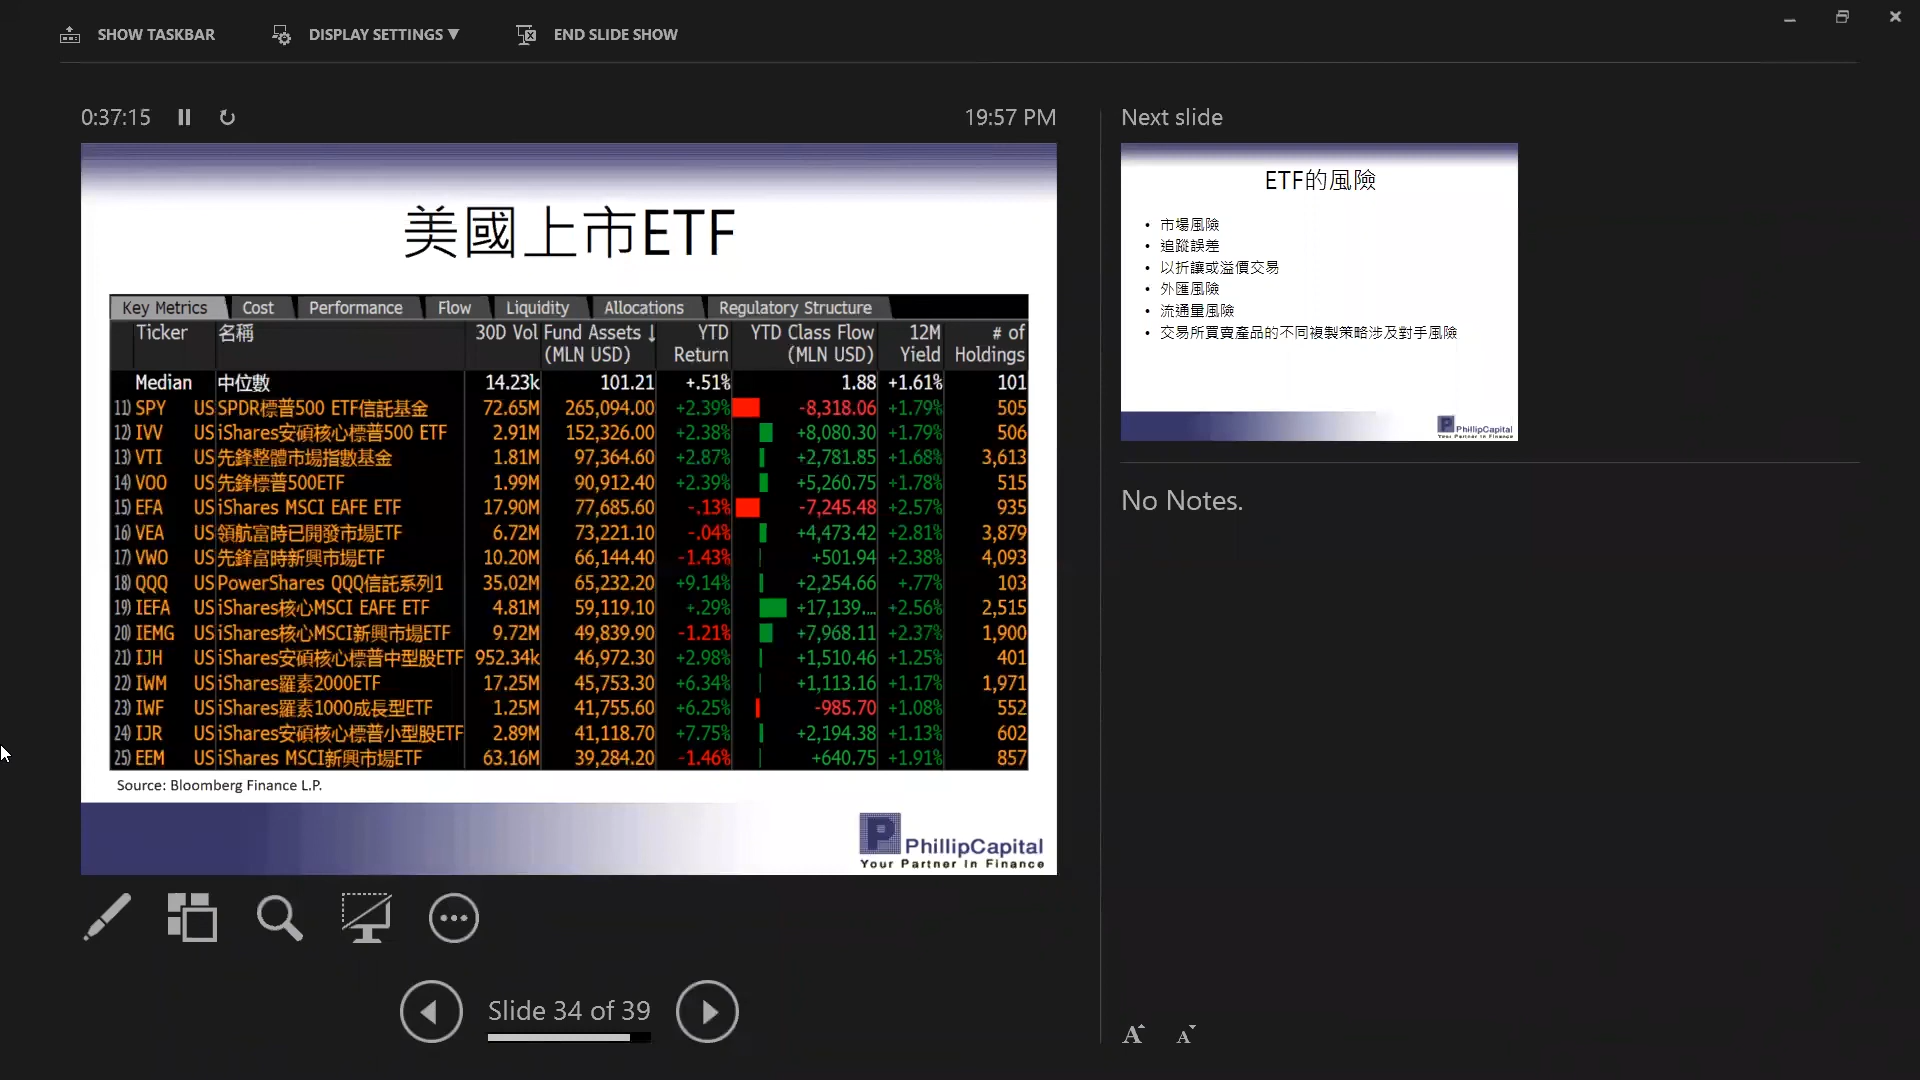 SHOW TASKBAR DISPLAY SETTINGS ▼ END SLIDE SHOW
0:37:15 19:57 PM
美國上市ETF
Key Metrics Cost Performance Flow Liquidity Allocations Regulatory Structure
Ticker 名稱 30D Vol Fund Assets ↓ YTD YTD Class Flow 12M # of
(MLN USD) Return (MLN USD) Yield Holdings
Median 中位數 14.23k 101.21 +.51% 1.88 +1.61% 101
11) SPY US SPDR標普500 ETF信託基金 72.65M 265,094.00 +2.39% -8,318.06 +1.79% 505
12) IVV US iShares安碩核心標普500 ETF 2.91M 152,326.00 +2.38% +8,080.30 +1.79% 506
13) VTI US 先鋒整體市場指數基金 1.81M 97,364.60 +2.87% +2,781.85 +1.68% 3,613
14) VOO US 先鋒標普500ETF 1.99M 90,912.40 +2.39% +5,260.75 +1.78% 515
15) EFA US iShares MSCI EAFE ETF 17.90M 77,685.60 -.13% -7,245.48 +2.57% 935
16) VEA US 領航富時已開發市場ETF 6.72M 73,221.10 -.04% +4,473.42 +2.81% 3,879
17) VWO US 先鋒富時新興市場ETF 10.20M 66,144.40 -1.43% +501.94 +2.38% 4,093
18) QQQ US PowerShares QQQ信託系列1 35.02M 65,232.20 +9.14% +2,254.66 +.77% 103
19) IEFA US iShares核心MSCI EAFE ETF 4.81M 59,119.10 +.29% +17,139.... +2.56% 2,515
20) IEMG US iShares核心MSCI新興市場ETF 9.72M 49,839.90 -1.21% +7,968.11 +2.37% 1,900
21) IJH US iShares安碩核心標普中型股ETF 952.34k 46,972.30 +2.98% +1,510.46 +1.25% 401
22) IWM US iShares羅素2000ETF 17.25M 45,753.30 +6.34% +1,113.16 +1.17% 1,971
23) IWF US iShares羅素1000成長型ETF 1.25M 41,755.60 +6.25% -985.70 +1.08% 552
24) IJR US iShares安碩核心標普小型股ETF 2.89M 41,118.70 +7.75% +2,194.38 +1.13% 602
25) EEM US iShares MSCI新興市場ETF 63.16M 39,284.20 -1.46% +640.75 +1.91% 857
Source: Bloomberg Finance L.P.
P PhillipCapital
Your Partner In Finance
Slide 34 of 39
Next slide
ETF的風險
• 市場風險
• 追蹤誤差
• 以折讓或溢價交易
• 外匯風險
• 流通量風險
• 交易所買賣產品的不同複製策略涉及對手風險
P PhillipCapital
Your Partner In Finance
No Notes.
A A